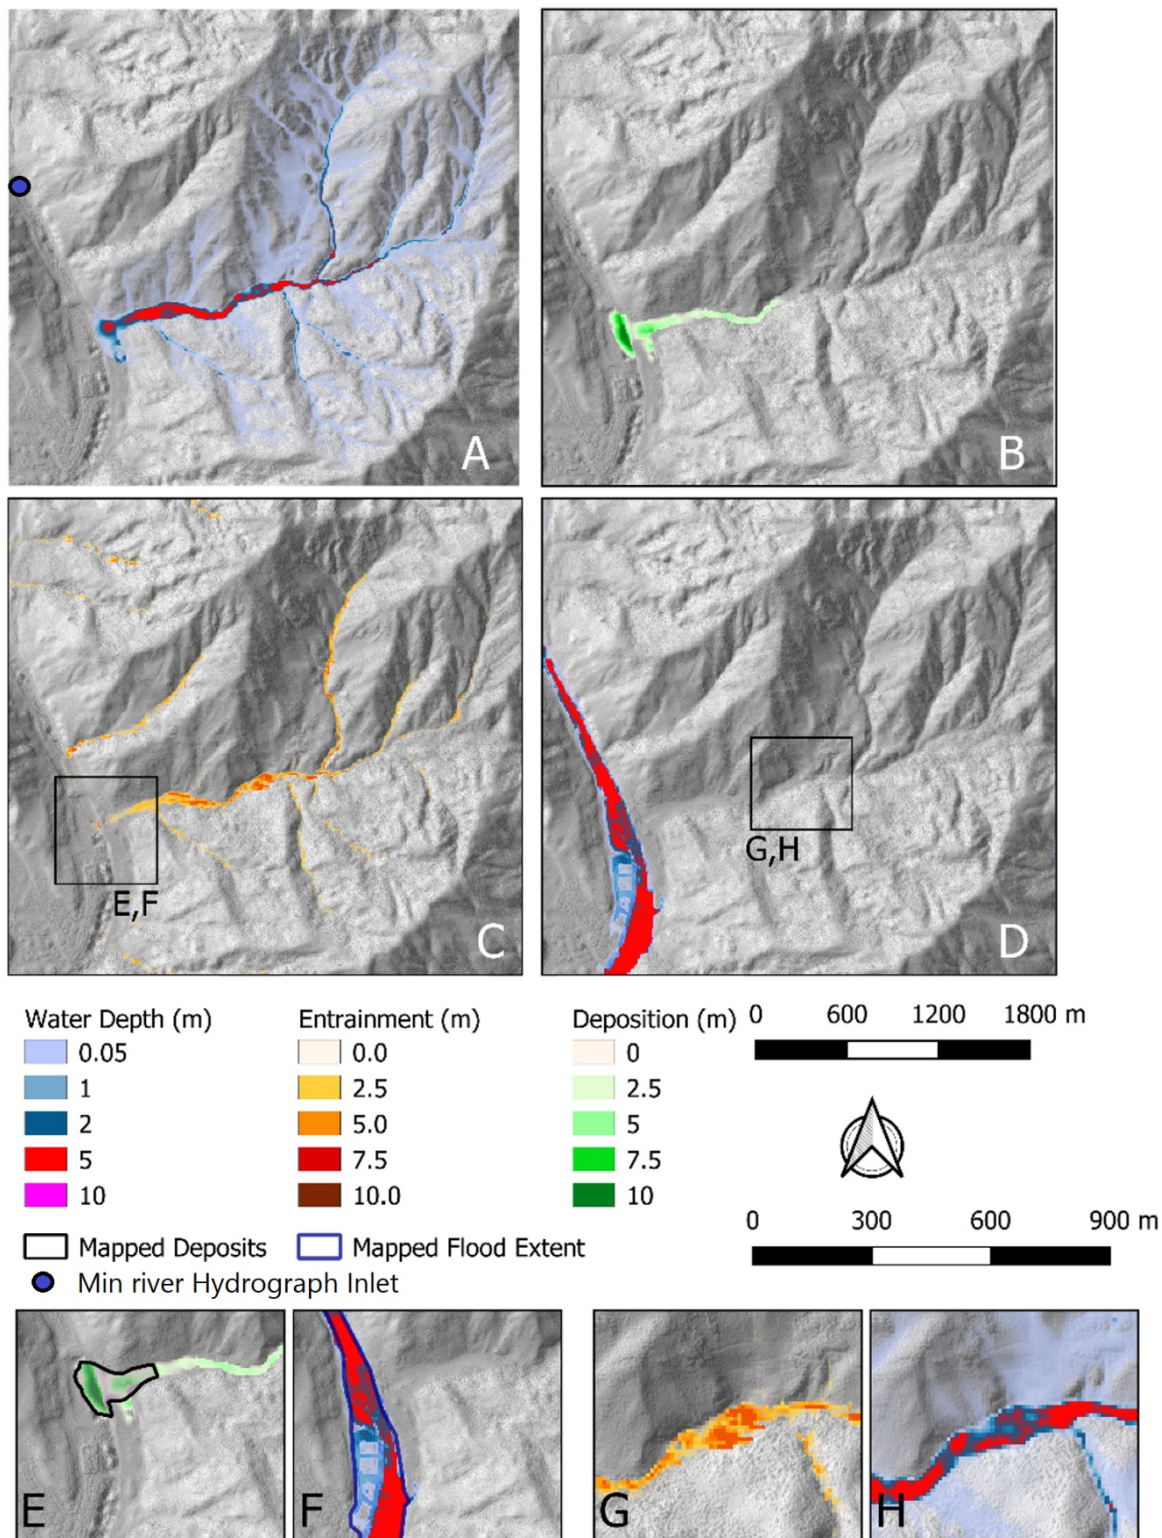 A
B
C
E,F
D
G,H
Water Depth (m)
0.05
1
2
5
10
Entrainment (m)
0.0
2.5
5.0
7.5
10.0
Deposition (m)
0
2.5
5
7.5
10
0 600 1200 1800 m
0 300 600 900 m
Mapped Deposits
Mapped Flood Extent
Min river Hydrograph Inlet
E
F
G
H